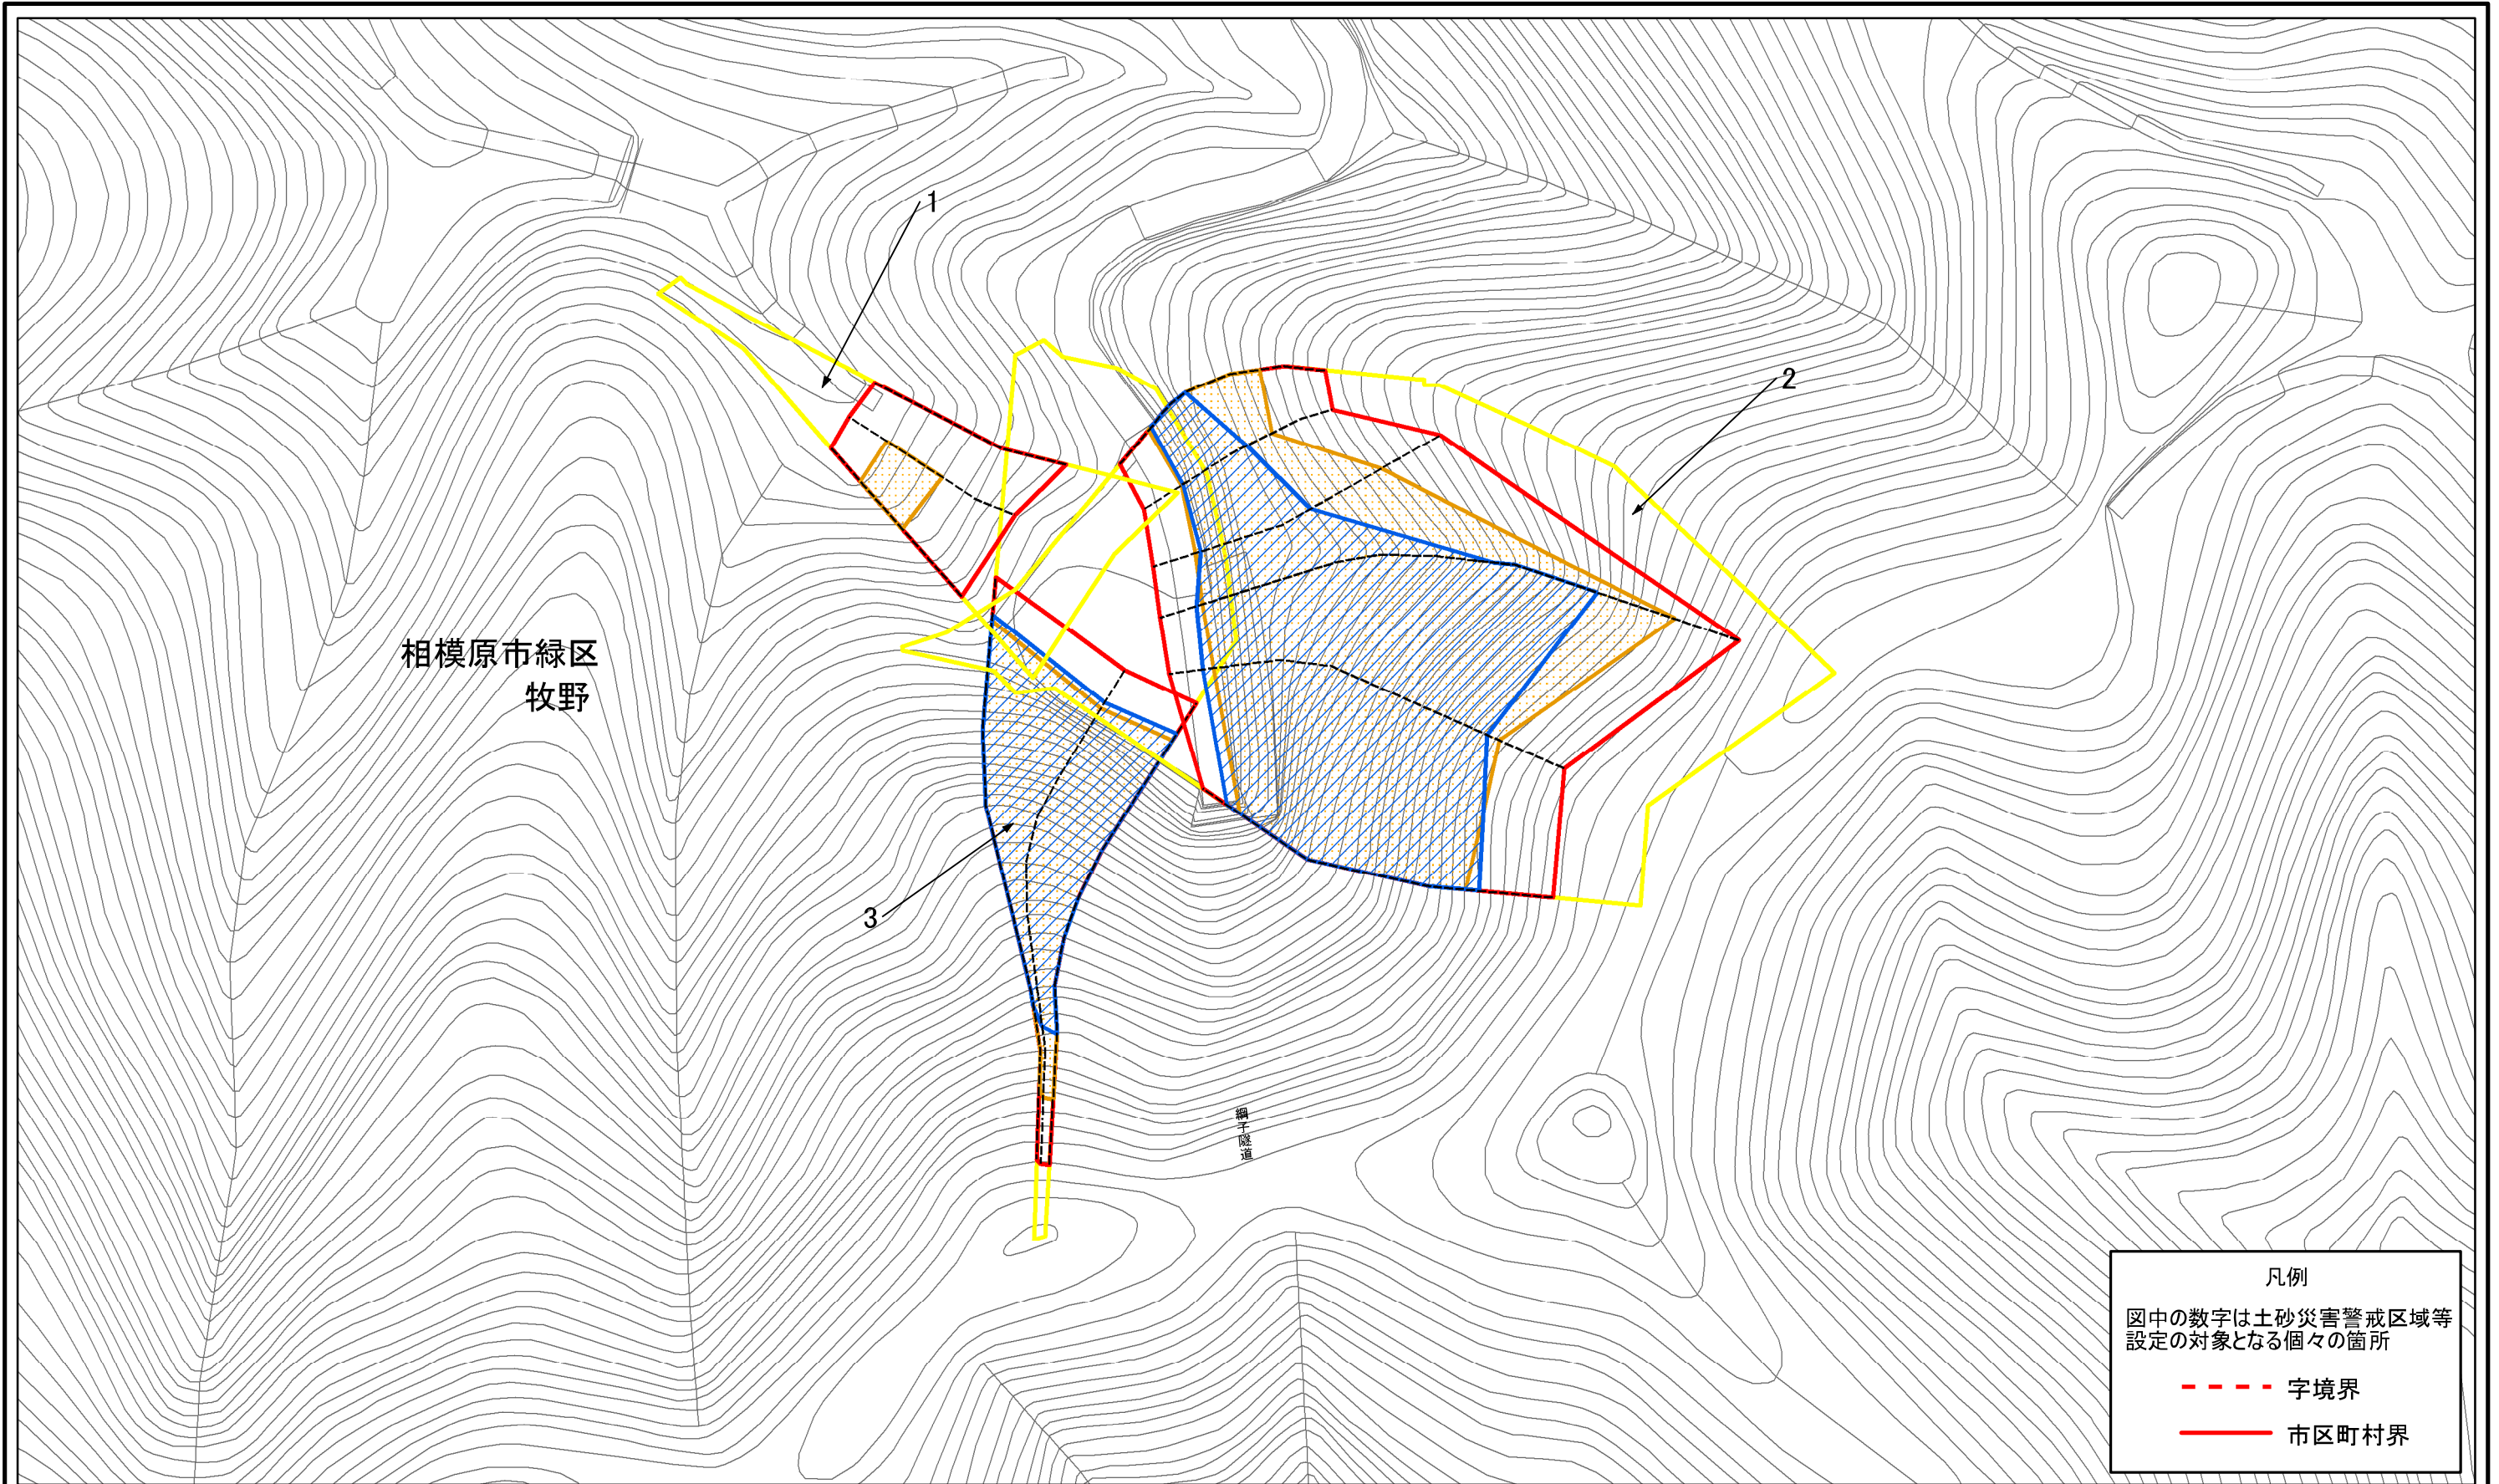 1
2
相模原市緑区
牧野
3
綱子隧道
凡例
図中の数字は土砂災害警戒区域等
設定の対象となる個々の箇所
字境界
市区町村界